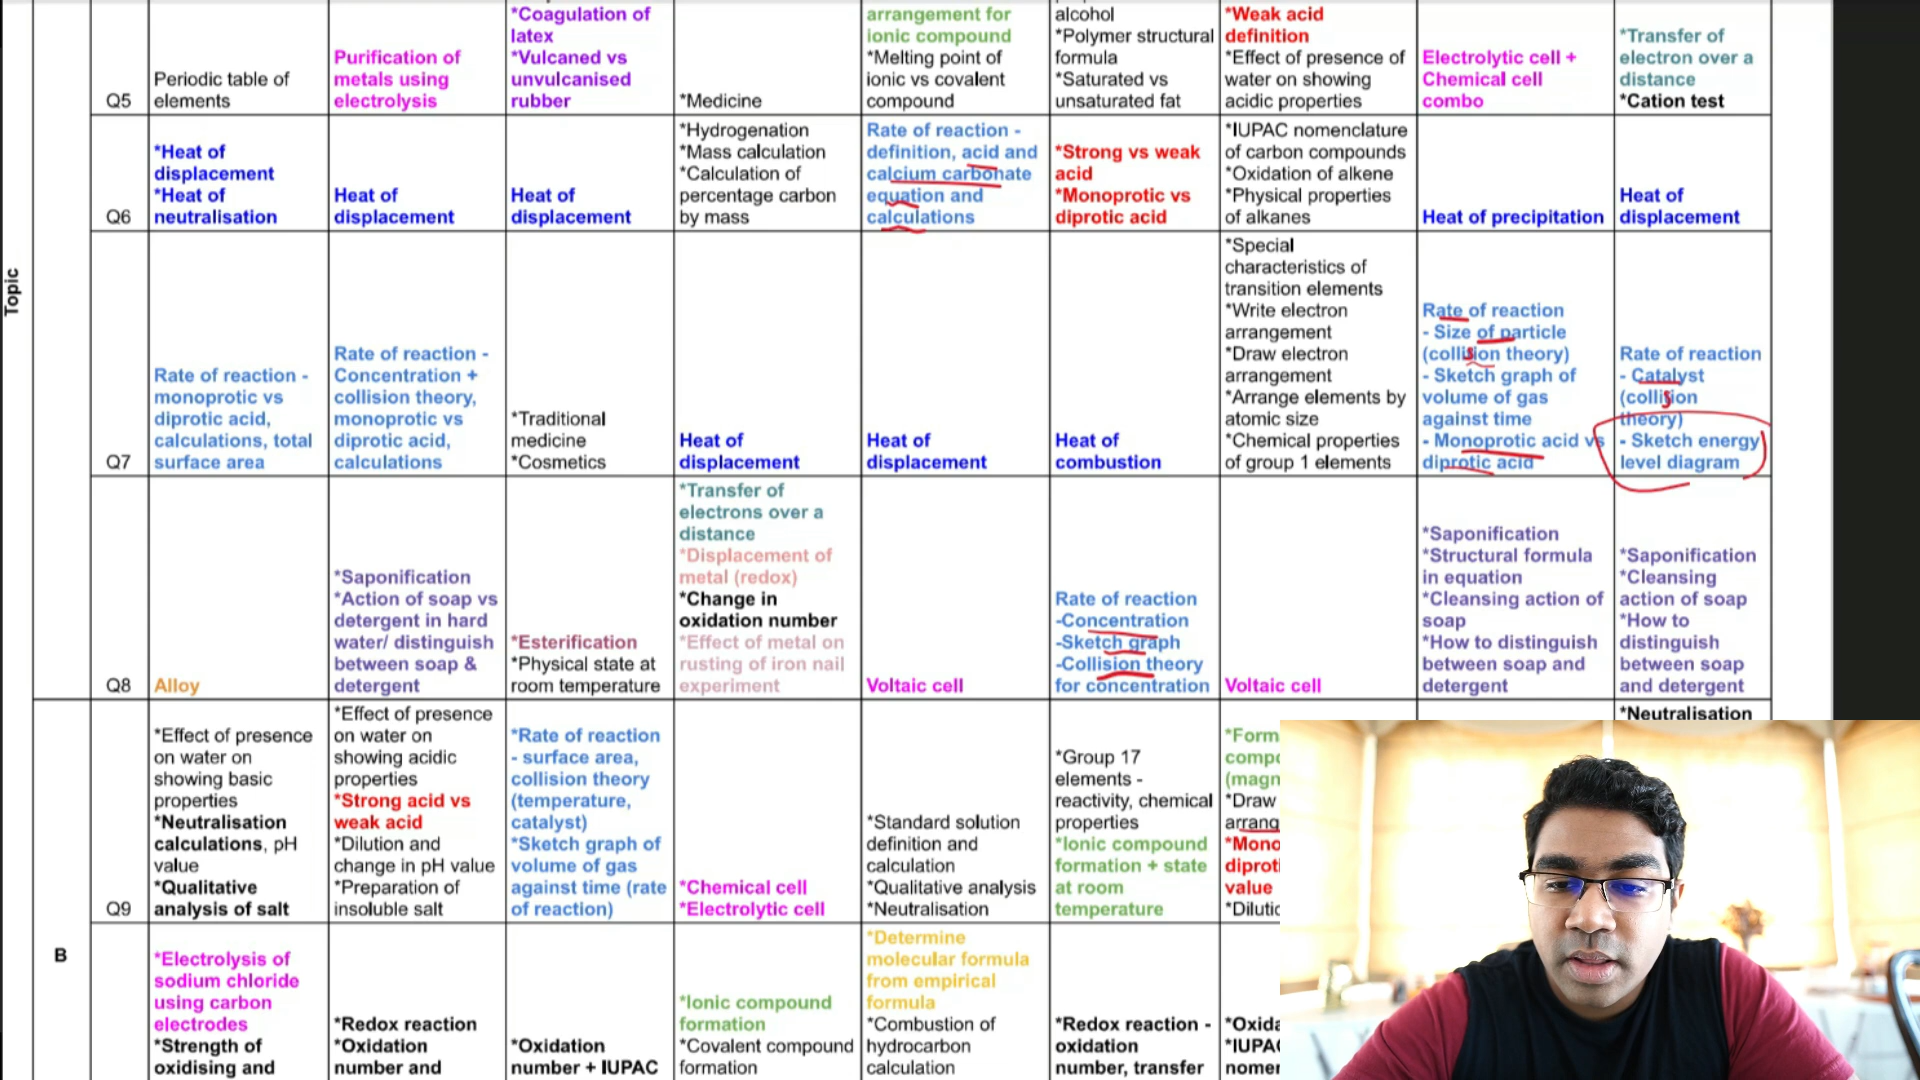 Topic
Q5
Periodic table of
elements
Purification of
metals using
electrolysis
*Coagulation of
latex
*Vulcaned vs
unvulcanised
rubber
*Medicine
arrangement for
ionic compound
*Melting point of
ionic vs covalent
compound
alcohol
*Polymer structural
formula
*Saturated vs
unsaturated fat
*Weak acid
definition
*Effect of presence of
water on showing
acidic properties
Electrolytic cell +
Chemical cell
combo
*Transfer of
electron over a
distance
*Cation test
Q6
*Heat of
displacement
*Heat of
neutralisation
Heat of
displacement
Heat of
displacement
*Hydrogenation
*Mass calculation
*Calculation of
percentage carbon
by mass
Rate of reaction -
definition, acid and
calcium carbonate
equation and
calculations
*Strong vs weak
acid
*Monoprotic vs
diprotic acid
*IUPAC nomenclature
of carbon compounds
*Oxidation of alkene
*Physical properties
of alkanes
Heat of precipitation
Heat of
displacement
Q7
Rate of reaction -
monoprotic vs
diprotic acid,
calculations, total
surface area
Rate of reaction -
Concentration +
collision theory,
monoprotic vs
diprotic acid,
calculations
*Traditional
medicine
*Cosmetics
Heat of
displacement
Heat of
displacement
Heat of
combustion
*Special
characteristics of
transition elements
*Write electron
arrangement
*Draw electron
arrangement
*Arrange elements by
atomic size
*Chemical properties
of group 1 elements
Rate of reaction
- Size of particle
(collision theory)
- Sketch graph of
volume of gas
against time
- Monoprotic acid vs
diprotic acid
Rate of reaction
- Catalyst
(collision
theory)
- Sketch energy
level diagram
Q8
Alloy
*Saponification
*Action of soap vs
detergent in hard
water/ distinguish
between soap &
detergent
*Esterification
*Physical state at
room temperature
*Transfer of
electrons over a
distance
*Displacement of
metal (redox)
*Change in
oxidation number
*Effect of metal on
rusting of iron nail
experiment
Voltaic cell
Rate of reaction
-Concentration
-Sketch graph
-Collision theory
for concentration
Voltaic cell
*Saponification
*Structural formula
in equation
*Cleansing action of
soap
*How to distinguish
between soap and
detergent
*Saponification
*Cleansing
action of soap
*How to
distinguish
between soap
and detergent
B
Q9
*Effect of presence
on water on
showing basic
properties
*Neutralisation
calculations, pH
value
*Qualitative
analysis of salt
*Effect of presence
on water on
showing acidic
properties
*Strong acid vs
weak acid
*Dilution and
change in pH value
*Preparation of
insoluble salt
*Rate of reaction
- surface area,
collision theory
(temperature,
catalyst)
*Sketch graph of
volume of gas
against time (rate
of reaction)
*Chemical cell
*Electrolytic cell
*Standard solution
definition and
calculation
*Qualitative analysis
*Neutralisation
*Group 17
elements -
reactivity, chemical
properties
*Ionic compound
formation + state
at room
temperature
*Form
compo
(magn
*Draw
arrang
*Mono
diproti
value
*Dilutio
*Neutralisation
*Electrolysis of
sodium chloride
using carbon
electrodes
*Strength of
oxidising and
*Redox reaction
*Oxidation
number and
*Oxidation
number + IUPAC
*Ionic compound
formation
*Covalent compound
formation
*Determine
molecular formula
from empirical
formula
*Combustion of
hydrocarbon
calculation
*Redox reaction -
oxidation
number, transfer
*Oxida
*IUPAC
nomen